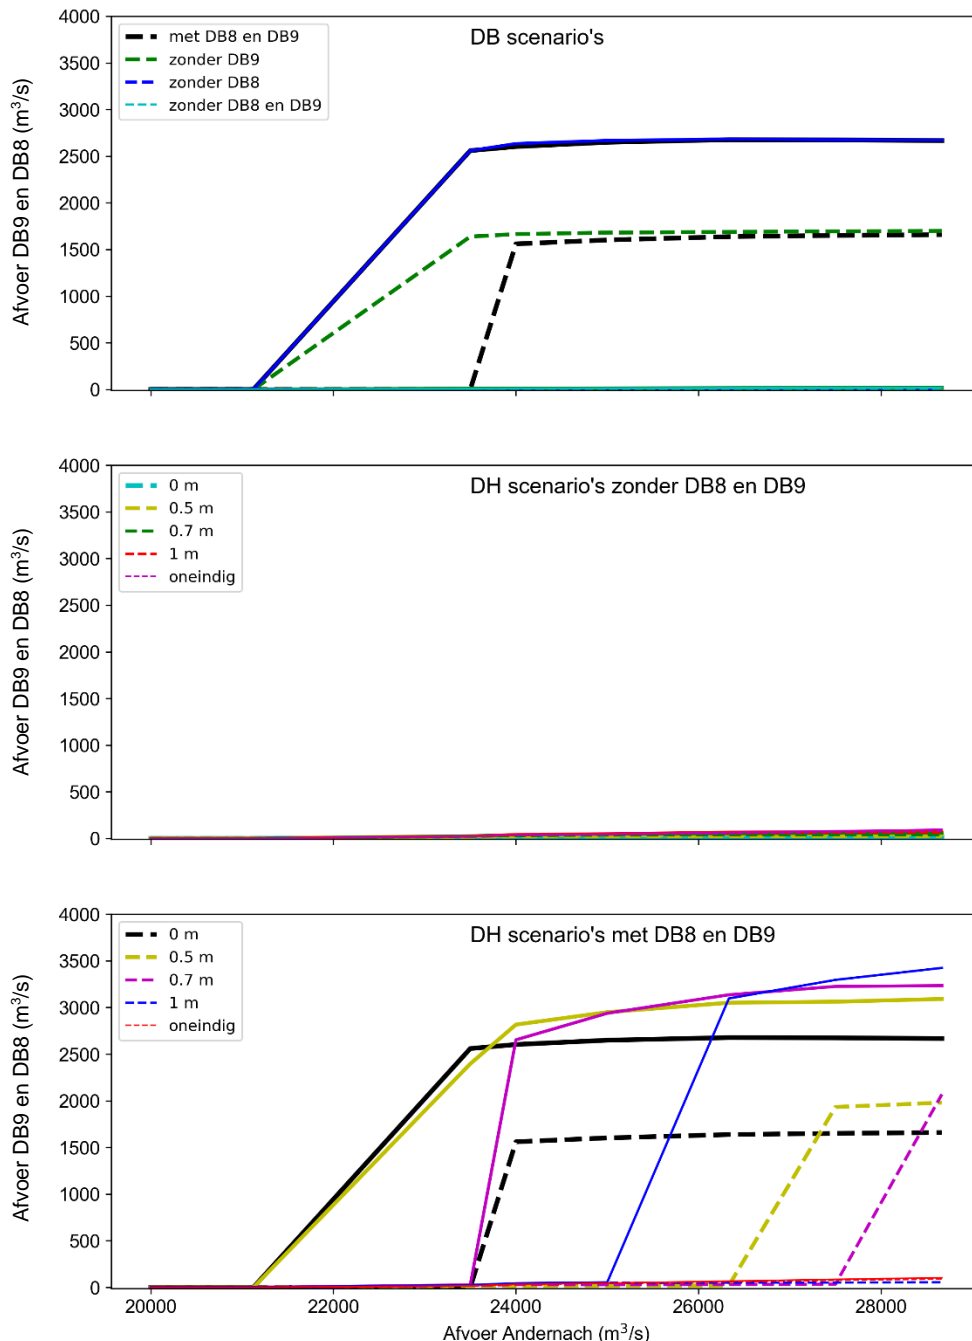 DB scenario's
met DB8 en DB9
zonder DB9
zonder DB8
zonder DB8 en DB9
Afvoer DB9 en DB8 (m³/s)
4000
3500
3000
2500
2000
1500
1000
500
0
DH scenario's zonder DB8 en DB9
0 m
0.5 m
0.7 m
1 m
oneindig
Afvoer DB9 en DB8 (m³/s)
4000
3500
3000
2500
2000
1500
1000
500
0
DH scenario's met DB8 en DB9
0 m
0.5 m
0.7 m
1 m
oneindig
Afvoer DB9 en DB8 (m³/s)
4000
3500
3000
2500
2000
1500
1000
500
0
20000 22000 24000 26000 28000
Afvoer Andernach (m³/s)